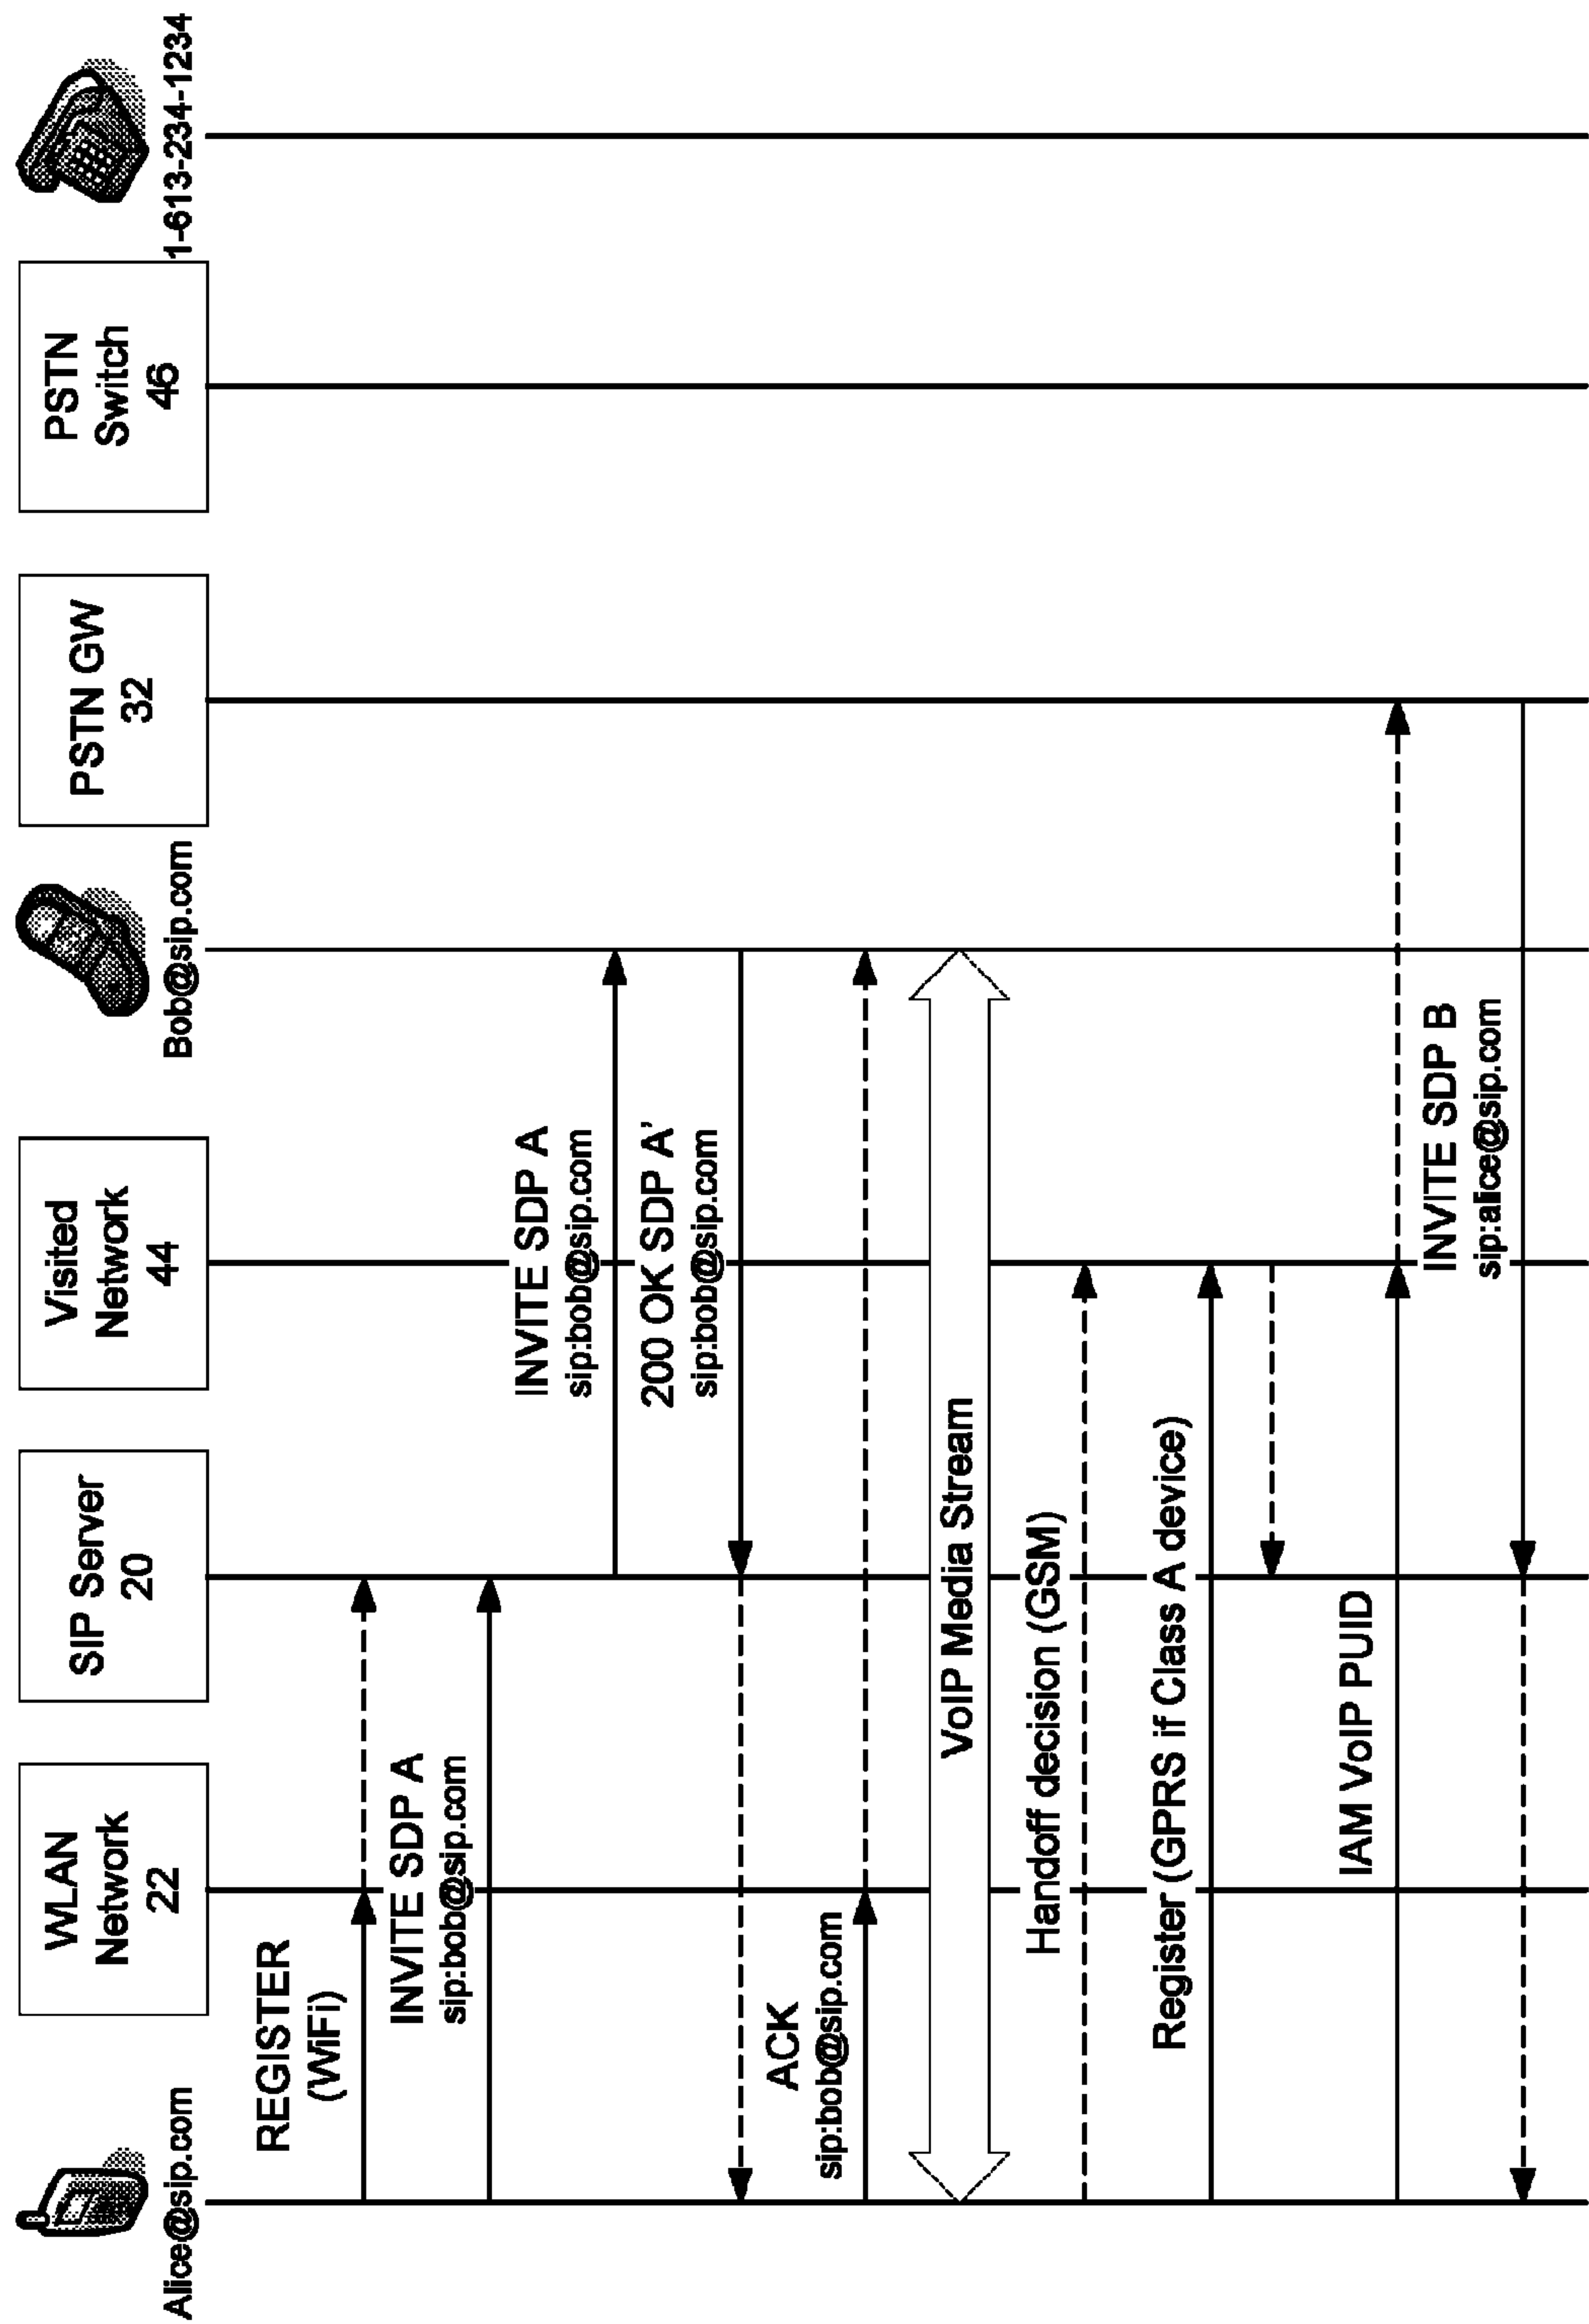 Alice@sip.com
WLAN
Network
22
SIP Server
20
Visited
Network
44
Bob@sip.com
PSTN GW
32
PSTN
Switch
46
1-613-234-1234
REGISTER
(WiFi)
INVITE SDP A
sip:bob@sip.com
INVITE SDP A
sip:bob@sip.com
200 OK SDP A'
sip:bob@sip.com
ACK
sip:bob@sip.com
VoIP Media Stream
Handoff decision (GSM)
Register (GPRS if Class A device)
IAM VoIP PUID
INVITE SDP B
sip:alice@sip.com